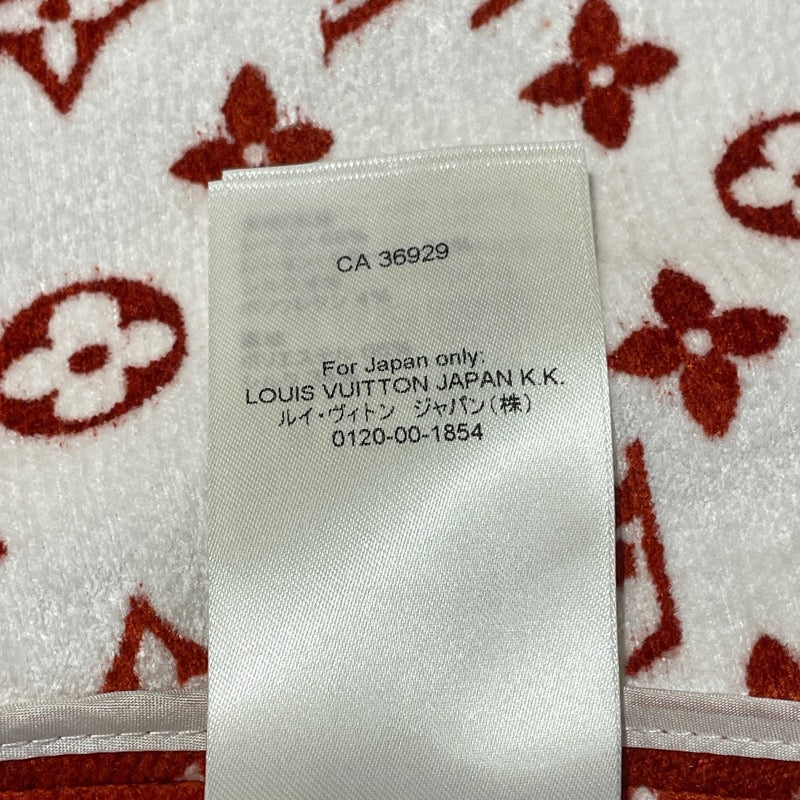 CA 36929
For Japan only:
LOUIS VUITTON JAPAN K.K.
ルイ・ヴィトン ジャパン(株)
0120-00-1854